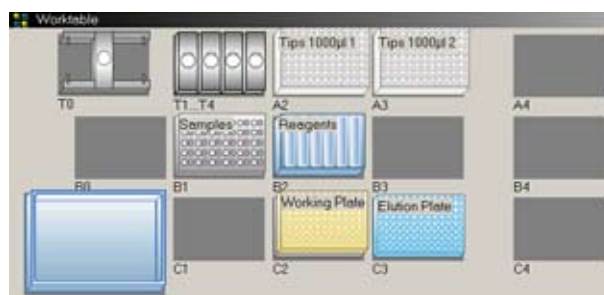 Worktable
Tips 1000µl 1
Tips 1000µl 2
T0
T1...T4
A2
A3
A4
Samples
Reagents
B0
B1
B2
B3
B4
Working Plate
Elution Plate
C1
C2
C3
C4